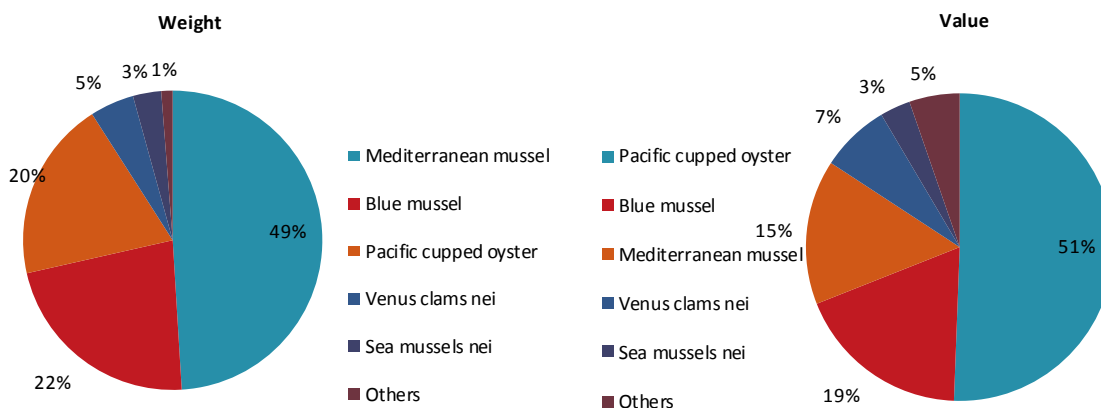 Weight
1%
3%
5%
20%
49%
22%
Mediterranean mussel
Blue mussel
Pacific cupped oyster
Venus clams nei
Sea mussels nei
Others
Value
5%
3%
7%
15%
51%
19%
Pacific cupped oyster
Blue mussel
Mediterranean mussel
Venus clams nei
Sea mussels nei
Others